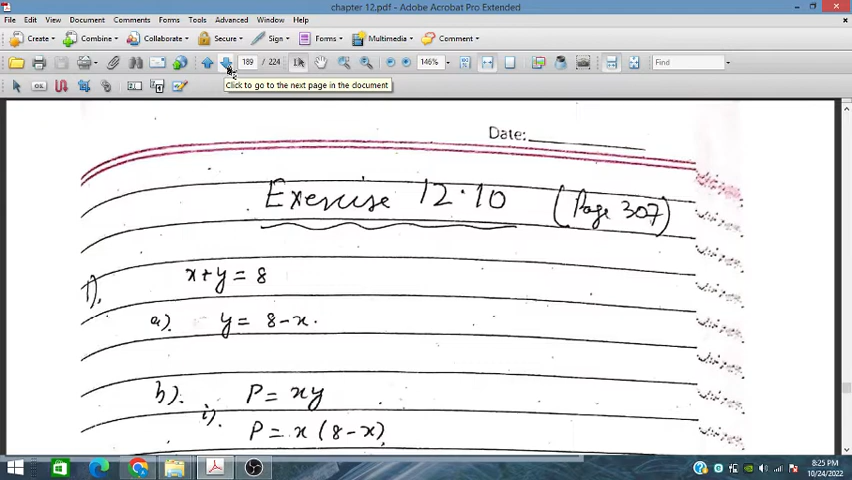 chapter 12.pdf - Adobe Acrobat Pro Extended
File Edit View Document Comments Forms Tools Advanced Window Help
Create Combine Collaborate Secure Sign Forms Multimedia Comment
189 / 224 146% Find
Click to go to the next page in the document
Date:
Exercise 12.10 (Page 307)
1). x+y = 8
a). y = 8-x.
b). P = xy
i). P = x (8-x)
8:25 PM
10/24/2022